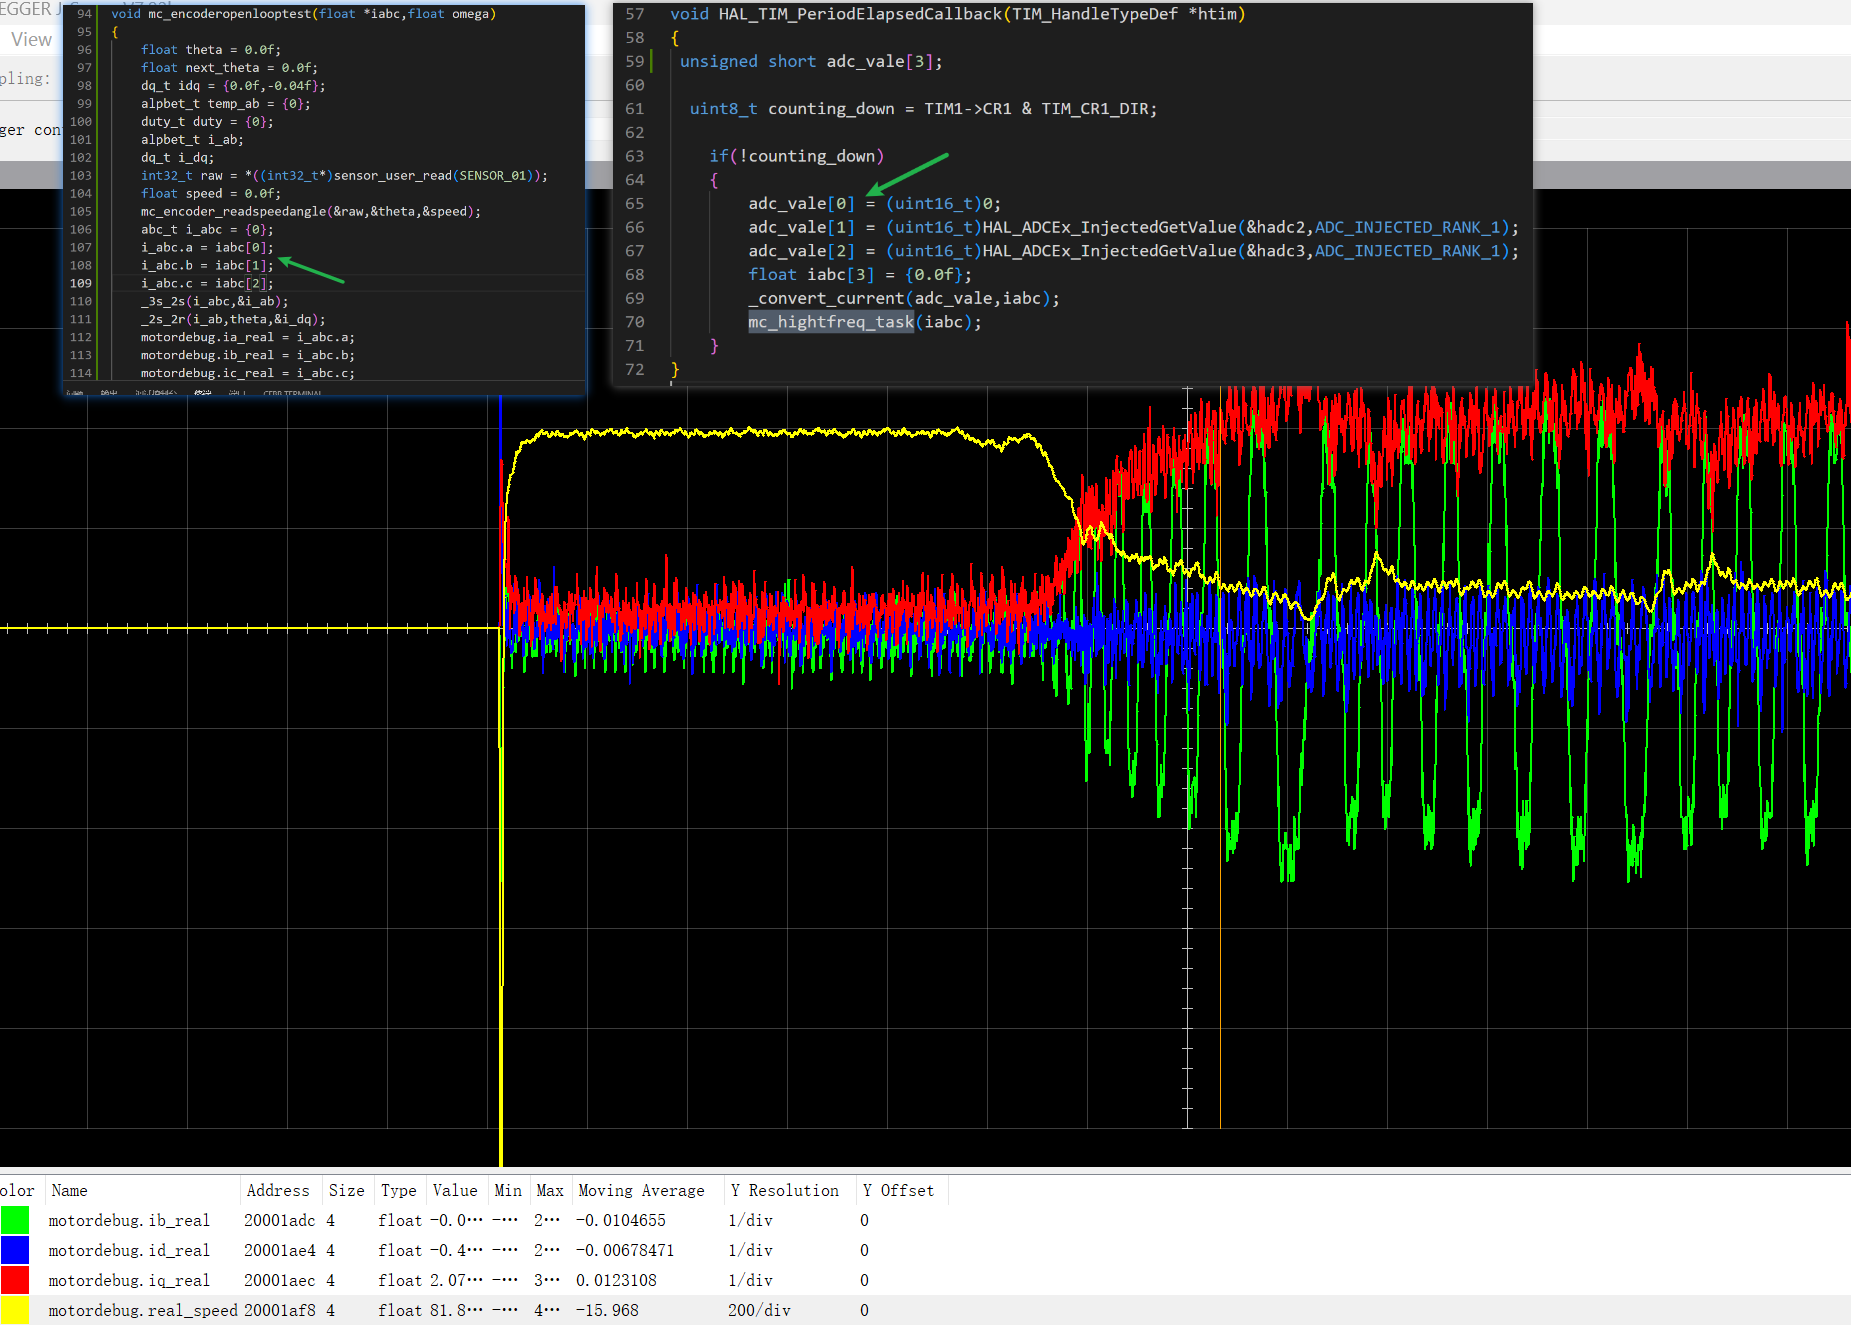 View
pling:
ger con
94 void mc_encoderopenlooptest(float *iabc,float omega)
95 {
96 float theta = 0.0f;
97 float next_theta = 0.0f;
98 dq_t idq = {0.0f,-0.04f};
99 alpbet_t temp_ab = {0};
100 duty_t duty = {0};
101 alpbet_t i_ab;
102 dq_t i_dq;
103 int32_t raw = *((int32_t*)sensor_user_read(SENSOR_01));
104 float speed = 0.0f;
105 mc_encoder_readspeedangle(&raw,&theta,&speed);
106 abc_t i_abc = {0};
107 i_abc.a = iabc[0];
108 i_abc.b = iabc[1];
109 i_abc.c = iabc[2];
110 _3s_2s(i_abc,&i_ab);
111 _2s_2r(i_ab,theta,&i_dq);
112 motordebug.ia_real = i_abc.a;
113 motordebug.ib_real = i_abc.b;
114 motordebug.ic_real = i_abc.c;
57 void HAL_TIM_PeriodElapsedCallback(TIM_HandleTypeDef *htim)
58 {
59 unsigned short adc_vale[3];
60
61 uint8_t counting_down = TIM1->CR1 & TIM_CR1_DIR;
62
63 if(!counting_down)
64 {
65 adc_vale[0] = (uint16_t)0;
66 adc_vale[1] = (uint16_t)HAL_ADCEx_InjectedGetValue(&hadc2,ADC_INJECTED_RANK_1);
67 adc_vale[2] = (uint16_t)HAL_ADCEx_InjectedGetValue(&hadc3,ADC_INJECTED_RANK_1);
68 float iabc[3] = {0.0f};
69 _convert_current(adc_vale,iabc);
70 mc_hightfreq_task(iabc);
71 }
72 }
olor Name Address Size Type Value Min Max Moving Average Y Resolution Y Offset
motordebug.ib_real 20001adc 4 float -0.0… -… 2… -0.0104655 1/div 0
motordebug.id_real 20001ae4 4 float -0.4… -… 2… -0.00678471 1/div 0
motordebug.iq_real 20001aec 4 float 2.07… -… 3… 0.0123108 1/div 0
motordebug.real_speed 20001af8 4 float 81.8… -… 4… -15.968 200/div 0